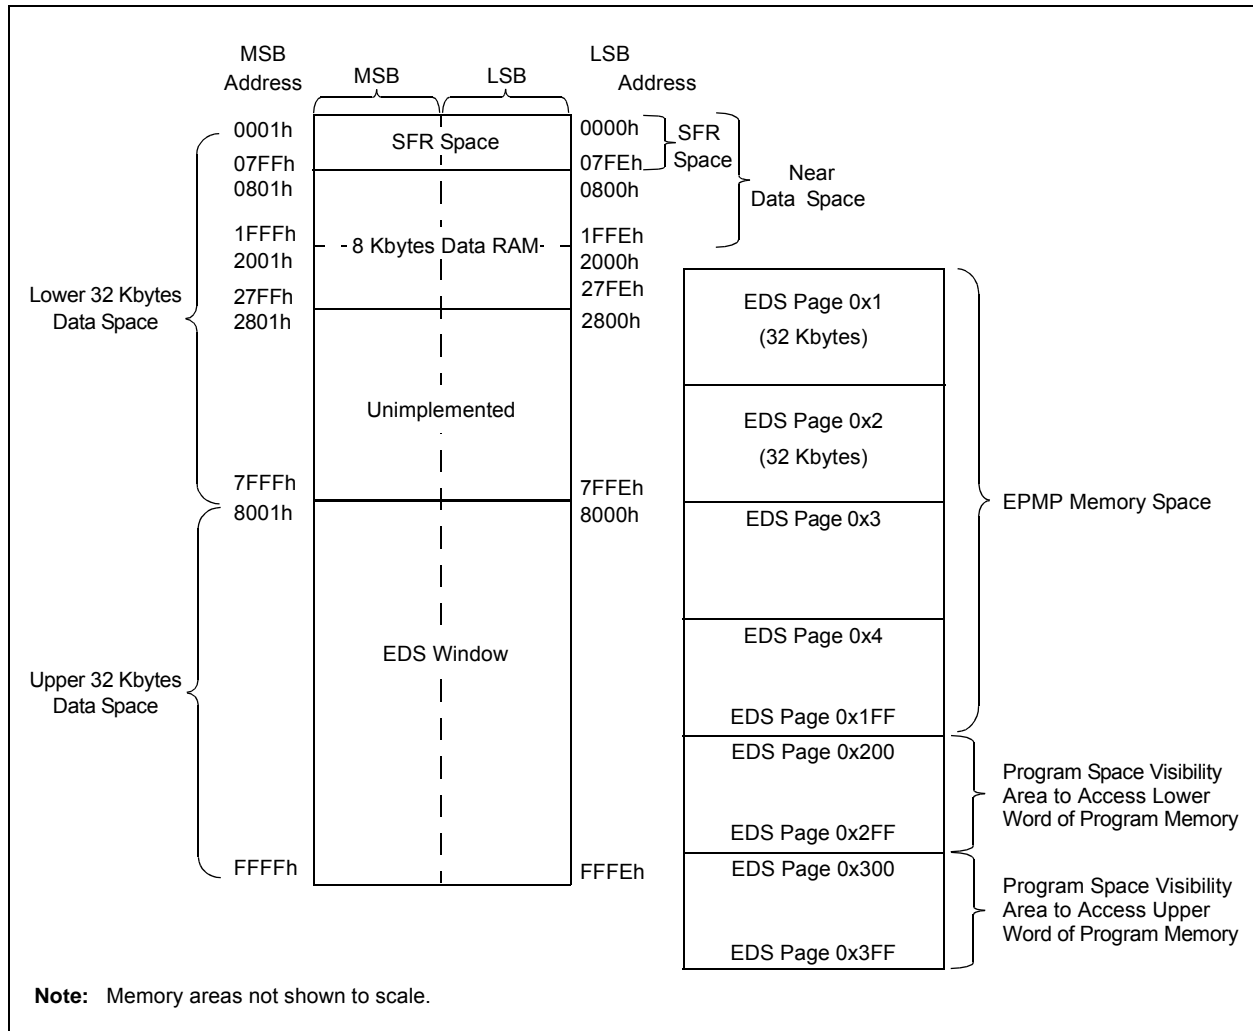 MSB
Address
MSB
LSB
LSB
Address
0001h
SFR Space
0000h
SFR
Space
07FFh
07FEh
0801h
0800h
Near
Data Space
1FFFh
8 Kbytes Data RAM
1FFEh
2001h
2000h
27FFh
27FEh
2801h
2800h
Lower 32 Kbytes
Data Space
Unimplemented
7FFFh
7FFEh
8001h
8000h
Upper 32 Kbytes
Data Space
EDS Window
FFFFh
FFFEh
EDS Page 0x1
(32 Kbytes)
EDS Page 0x2
(32 Kbytes)
EDS Page 0x3
EDS Page 0x4
EDS Page 0x1FF
EPMP Memory Space
EDS Page 0x200
EDS Page 0x2FF
Program Space Visibility
Area to Access Lower
Word of Program Memory
EDS Page 0x300
EDS Page 0x3FF
Program Space Visibility
Area to Access Upper
Word of Program Memory
Note: Memory areas not shown to scale.